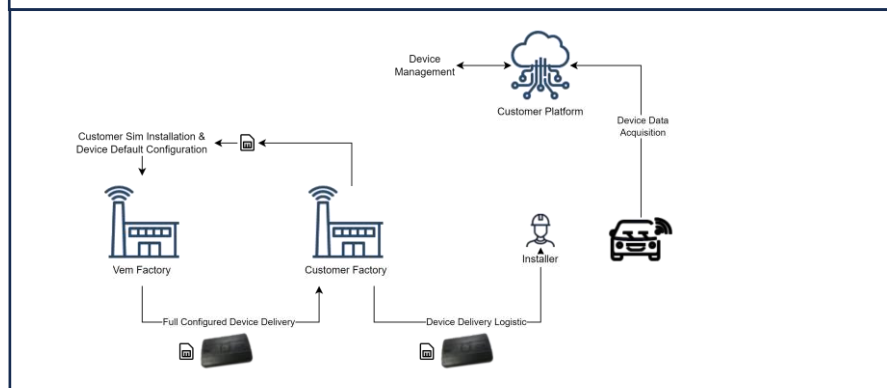 Device
Management
Customer Platform
Device Data
Acquisition
Customer Sim Installation &
Device Default Configuration
Vem Factory
Customer Factory
Installer
Full Configured Device Delivery
Device Delivery Logistic